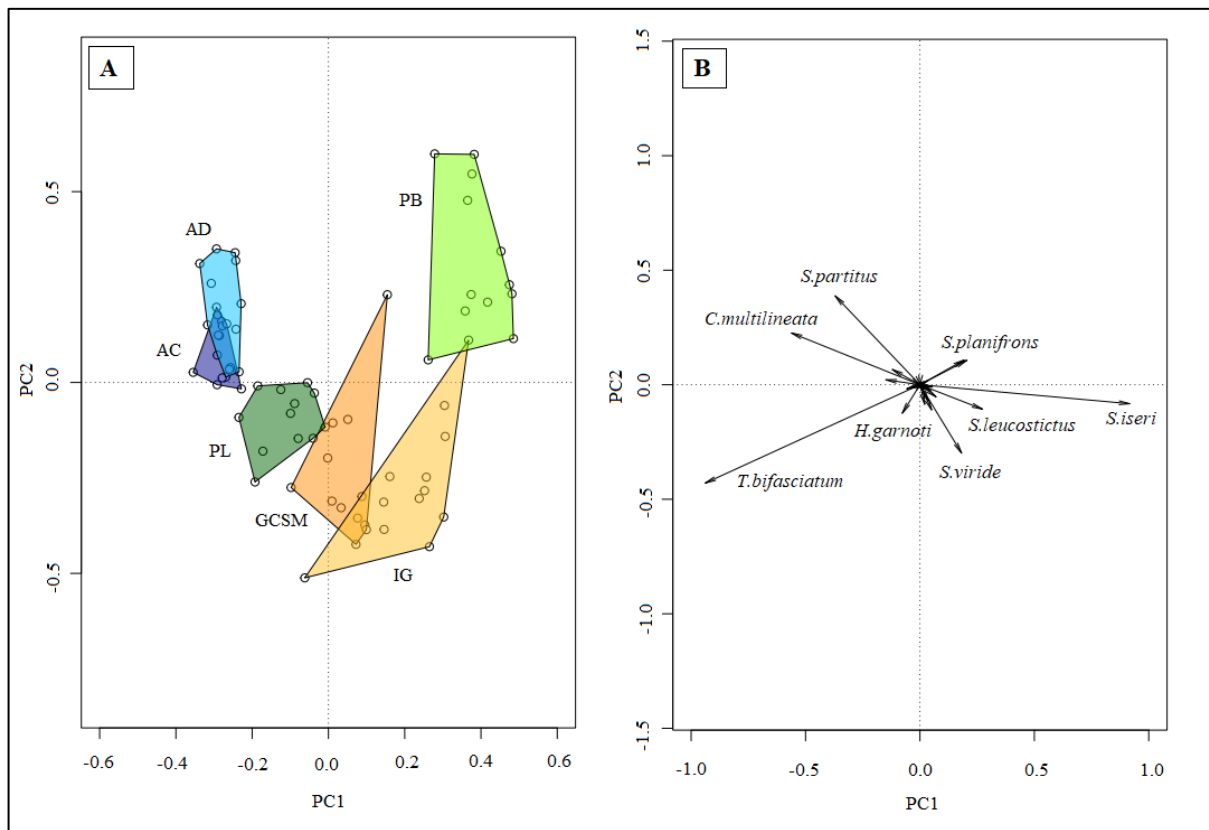 A
AD
AC
PL
GCSM
IG
PB
PC2
0.5
0.0
-0.5
-0.6
-0.4
-0.2
0.0
0.2
0.4
0.6
PC1
B
S.partitus
C.multilineata
S.planifrons
S.iseri
S.leucostictus
H.garnoti
S.viride
T.bifasciatum
PC2
1.5
1.0
0.5
0.0
-0.5
-1.0
-1.5
-1.0
-0.5
0.0
0.5
1.0
PC1